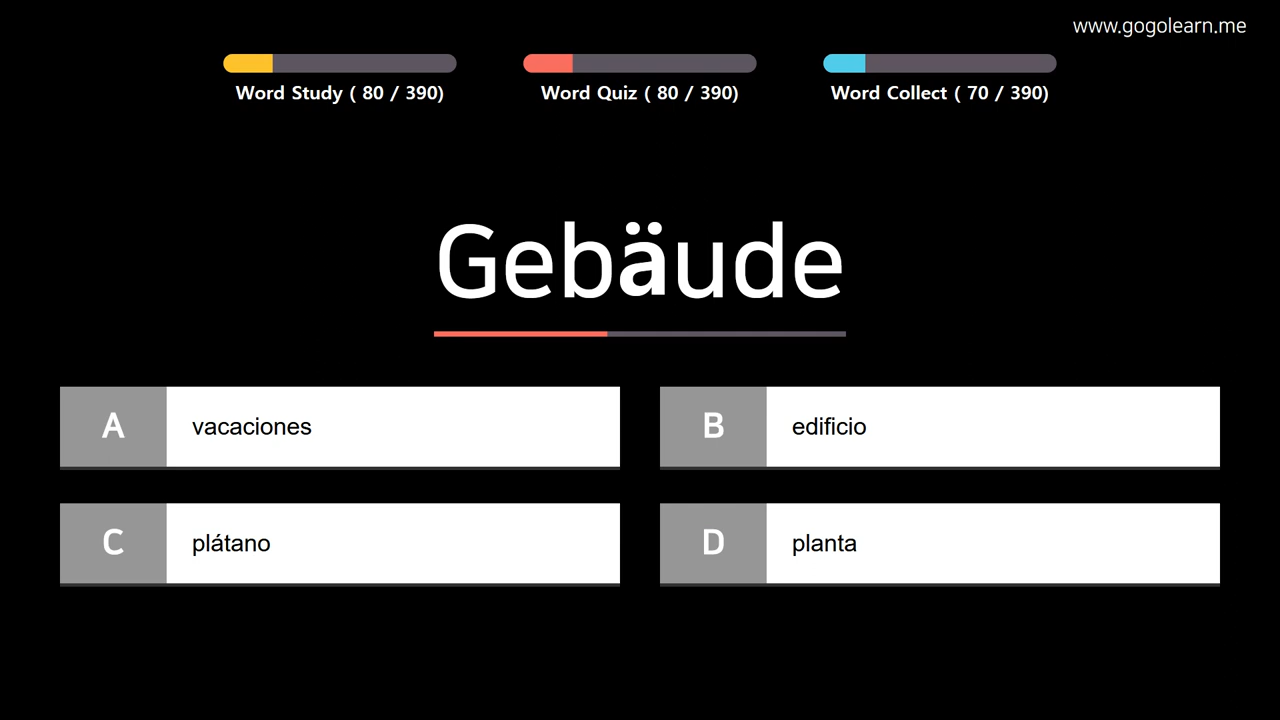 www.gogolearn.me
Word Study ( 80 / 390)
Word Quiz ( 80 / 390)
Word Collect ( 70 / 390)
Gebäude
A vacaciones
B edificio
C plátano
D planta